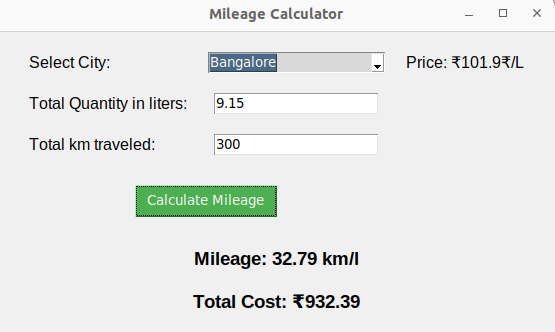 Mileage Calculator
Select City: Bangalore Price: ₹101.9₹/L
Total Quantity in liters: 9.15
Total km traveled: 300
Calculate Mileage
Mileage: 32.79 km/l
Total Cost: ₹932.39